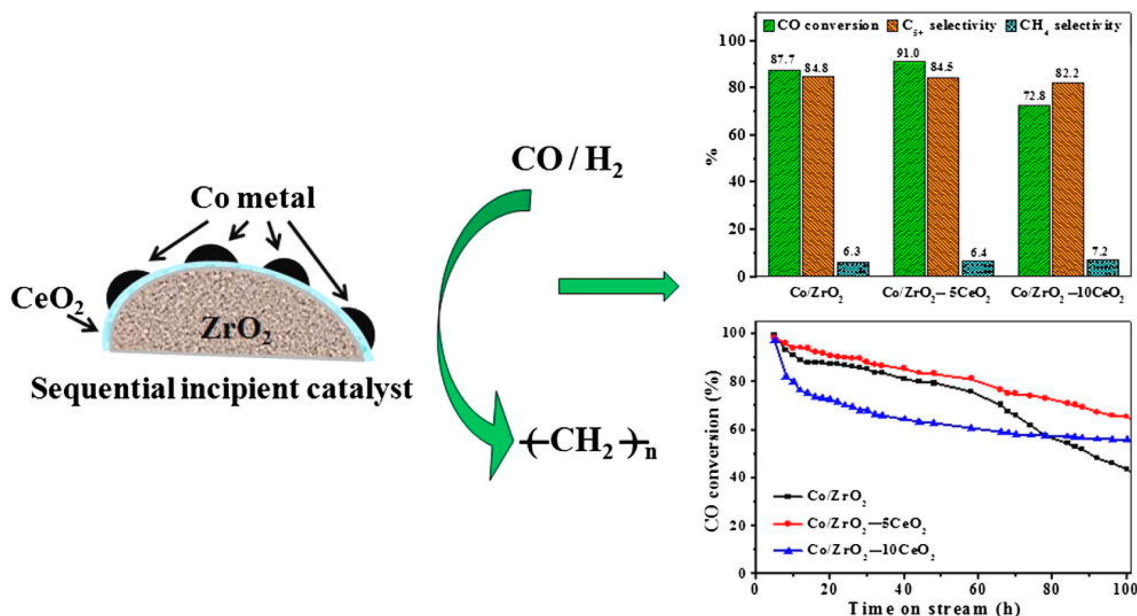 Co metal
CeO₂
ZrO₂
Sequential incipient catalyst
CO / H₂
-(-CH₂-)-n
CO conversion C₅₊ selectivity CH₄ selectivity
100
80
60
40
20
0
%
87.7 84.8 6.3
91.0 84.5 6.4
72.8 82.2 7.2
Co/ZrO₂ Co/ZrO₂—5CeO₂ Co/ZrO₂—10CeO₂
100
80
60
40
20
0
CO conversion (%)
Co/ZrO₂
Co/ZrO₂—5CeO₂
Co/ZrO₂—10CeO₂
0 20 40 60 80 100
Time on stream (h)